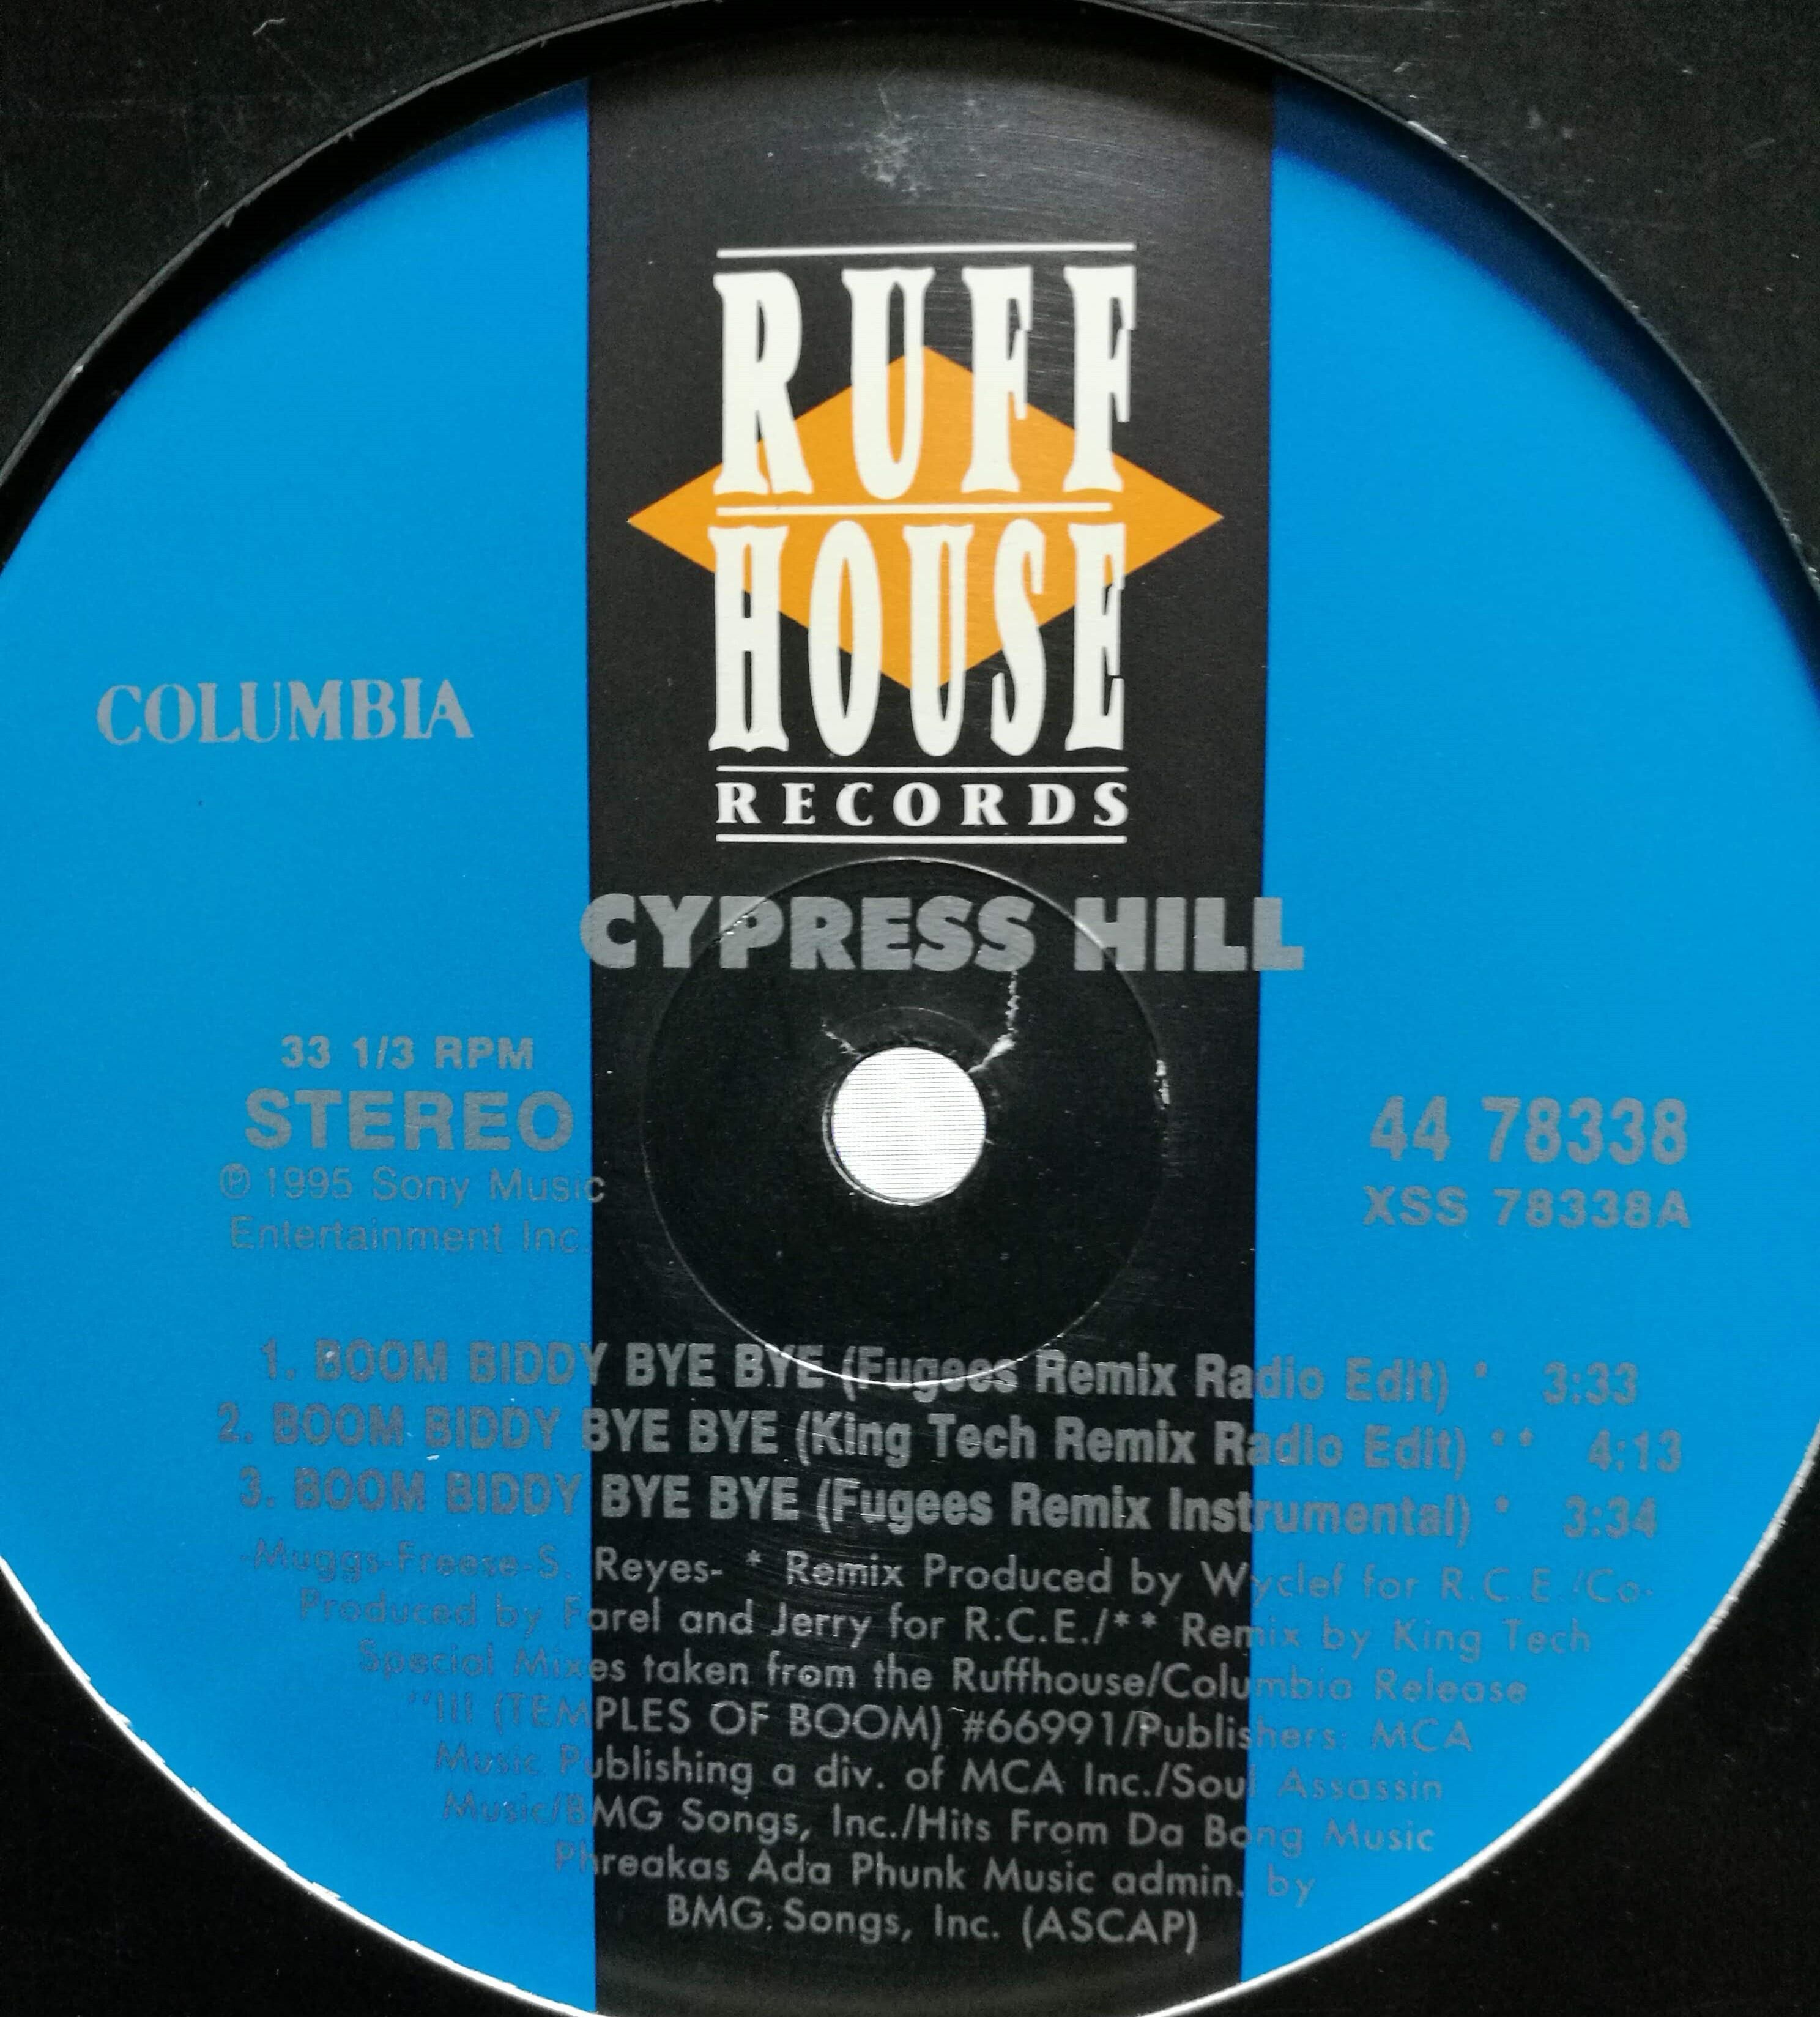 RUFF
HOUSE
RECORDS
COLUMBIA
CYPRESS HILL
33 1/3 RPM
STEREO
℗ 1995 Sony Music
Entertainment Inc.
44 78338
XSS 78338A
1. BOOM BIDDY BYE BYE (Fugees Remix Radio Edit) * 3:33
2. BOOM BIDDY BYE BYE (King Tech Remix Radio Edit) ** 4:13
3. BOOM BIDDY BYE BYE (Fugees Remix Instrumental) * 3:34
-Muggs-Freese-S. Reyes- * Remix Produced by Wyclef for R.C.E./Co-
Produced by Farel and Jerry for R.C.E./** Remix by King Tech
Special Mixes taken from the Ruffhouse/Columbia Release
"III (TEMPLES OF BOOM) "#66991/Publishers: MCA
Music Publishing a div. of MCA Inc./Soul Assassin
Music/BMG Songs, Inc./Hits From Da Bong Music
Phreakas Ada Phunk Music admin. by
BMG. Songs, Inc. (ASCAP)